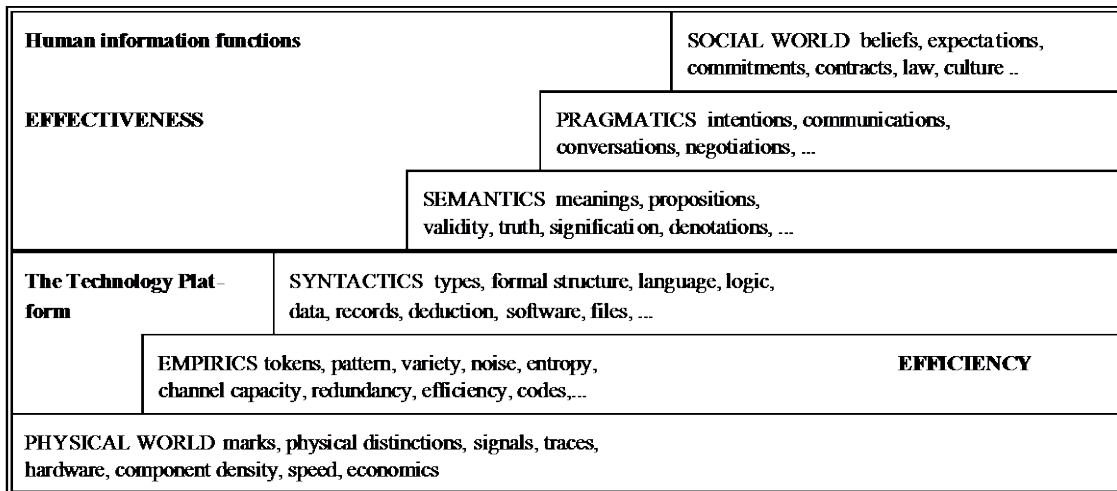 Human information functions
SOCIAL WORLD beliefs, expectations,
commitments, contracts, law, culture ..
EFFECTIVENESS
PRAGMATICS intentions, communications,
conversations, negotiations, ...
SEMANTICS meanings, propositions,
validity, truth, signification, denotations, ...
The Technology Plat-
form
SYNTACTICS types, formal structure, language, logic,
data, records, deduction, software, files, ...
EMPIRICS tokens, pattern, variety, noise, entropy,
channel capacity, redundancy, efficiency, codes,...
EFFICIENCY
PHYSICAL WORLD marks, physical distinctions, signals, traces,
hardware, component density, speed, economics